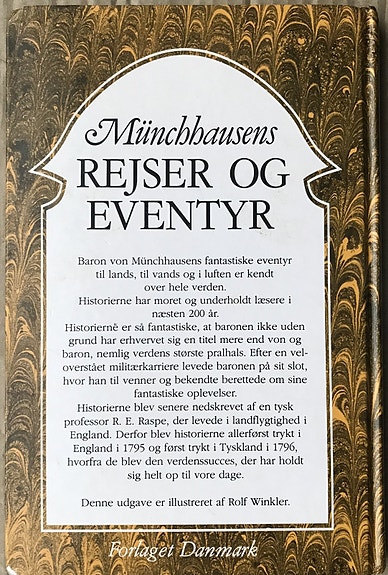 Münchhausens
REJSER OG
EVENTYR
Baron von Münchhausens fantastiske eventyr
til lands, til vands og i luften er kendt
over hele verden.
Historierne har moret og underholdt læsere i
næsten 200 år.
Historierne er så fantastiske, at baronen ikke uden
grund har erhvervet sig en titel mere end von og
baron, nemlig verdens største pralhals. Efter en vel-
overstået militærkarriere levede baronen på sit slot,
hvor han til venner og bekendte berettede om sine
fantastiske oplevelser.
Historierne blev senere nedskrevet af en tysk
professor R. E. Raspe, der levede i landflygtighed i
England. Derfor blev historierne allerførst trykt i
England i 1795 og først trykt i Tyskland i 1796,
hvorfra de blev den verdenssucces, der har holdt
sig helt op til vore dage.
Denne udgave er illustreret af Rolf Winkler.
Forlaget Danmark